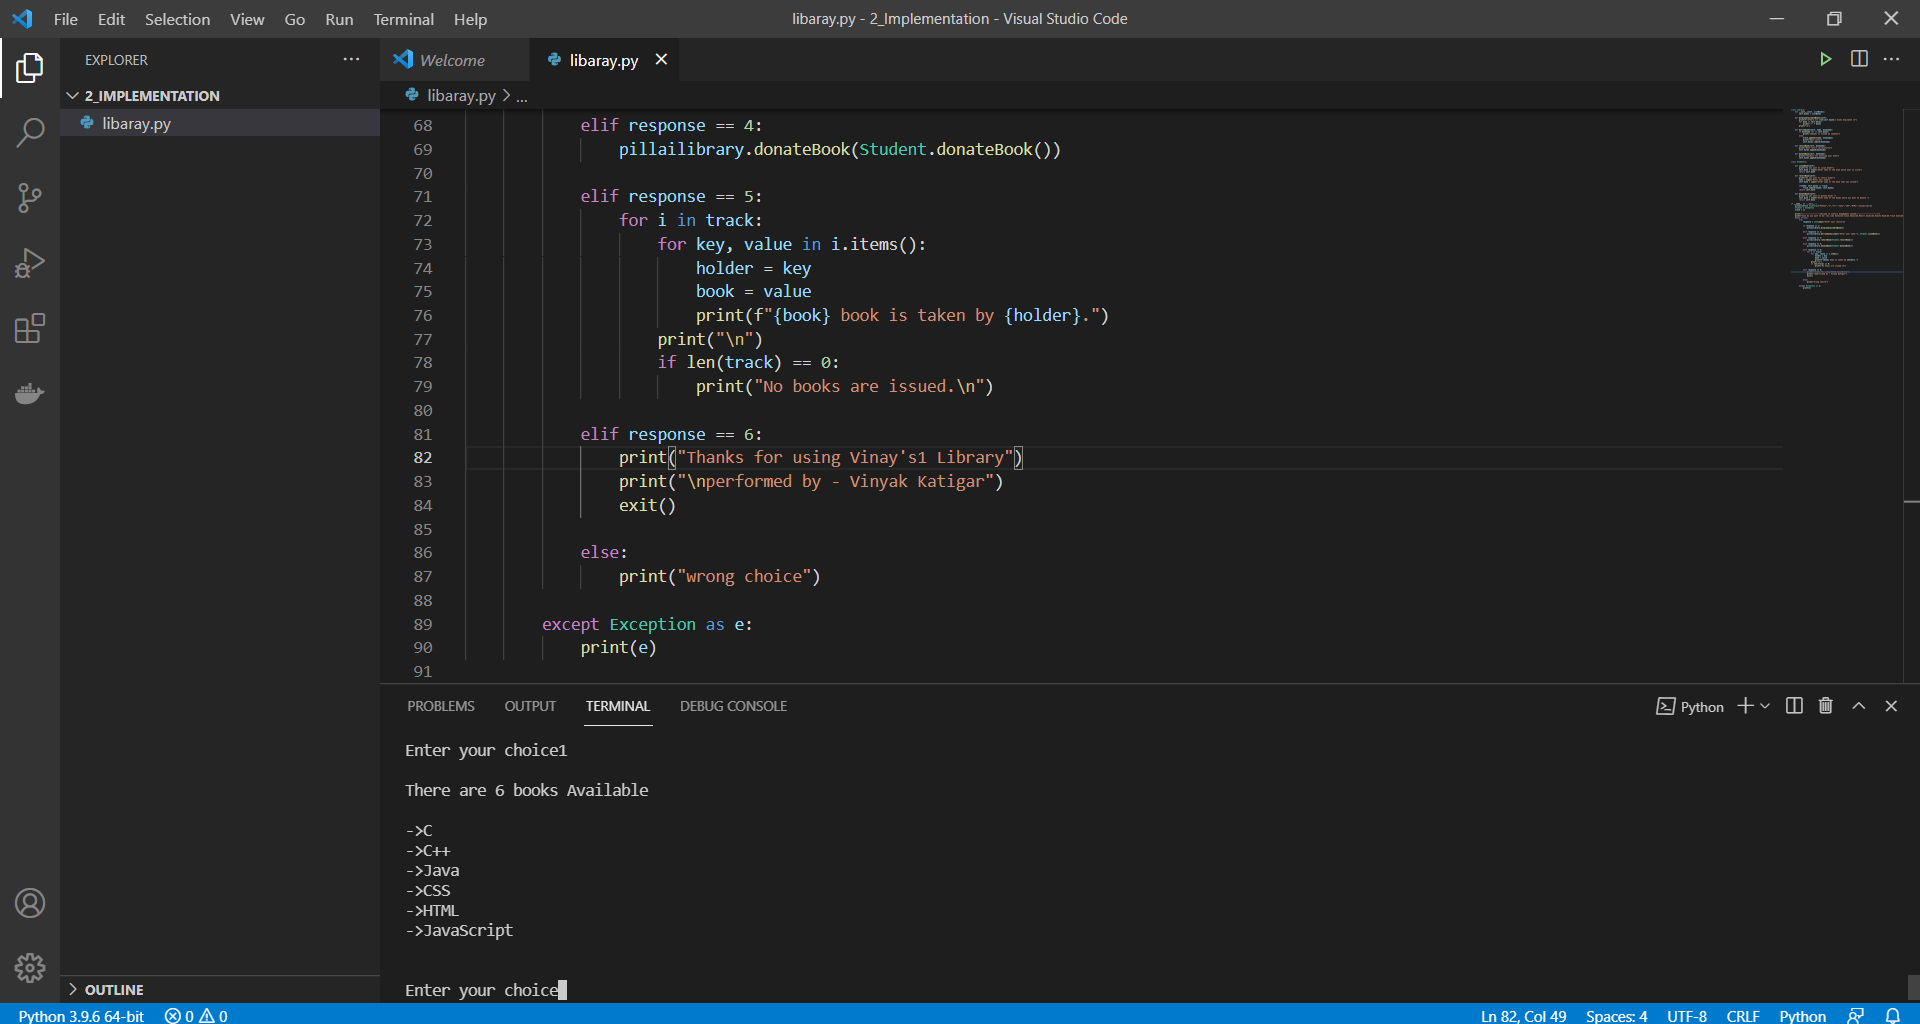 File Edit Selection View Go Run Terminal Help
libaray.py - 2_Implementation - Visual Studio Code
EXPLORER
2_IMPLEMENTATION
libaray.py
OUTLINE
Welcome
libaray.py
libaray.py > ...
68 elif response == 4:
69 pillailibrary.donateBook(Student.donateBook())
70
71 elif response == 5:
72 for i in track:
73 for key, value in i.items():
74 holder = key
75 book = value
76 print(f"{book} book is taken by {holder}.")
77 print("\n")
78 if len(track) == 0:
79 print("No books are issued.\n")
80
81 elif response == 6:
82 print("Thanks for using Vinay's1 Library")
83 print("\nperformed by - Vinyak Katigar")
84 exit()
85
86 else:
87 print("wrong choice")
88
89 except Exception as e:
90 print(e)
91
PROBLEMS OUTPUT TERMINAL DEBUG CONSOLE
Python
Enter your choice1
There are 6 books Available
->C
->C++
->Java
->CSS
->HTML
->JavaScript
Enter your choice
Python 3.9.6 64-bit 0 0
Ln 82, Col 49 Spaces: 4 UTF-8 CRLF Python